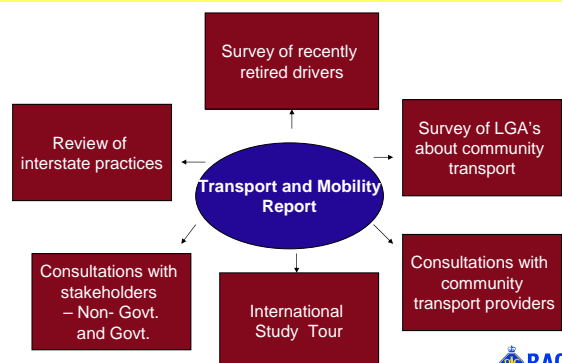 Survey of recently
retired drivers
Review of
interstate practices
Survey of LGA's
about community
transport
Transport and Mobility
Report
Consultations with
stakeholders
– Non- Govt.
and Govt.
International
Study Tour
Consultations with
community
transport providers